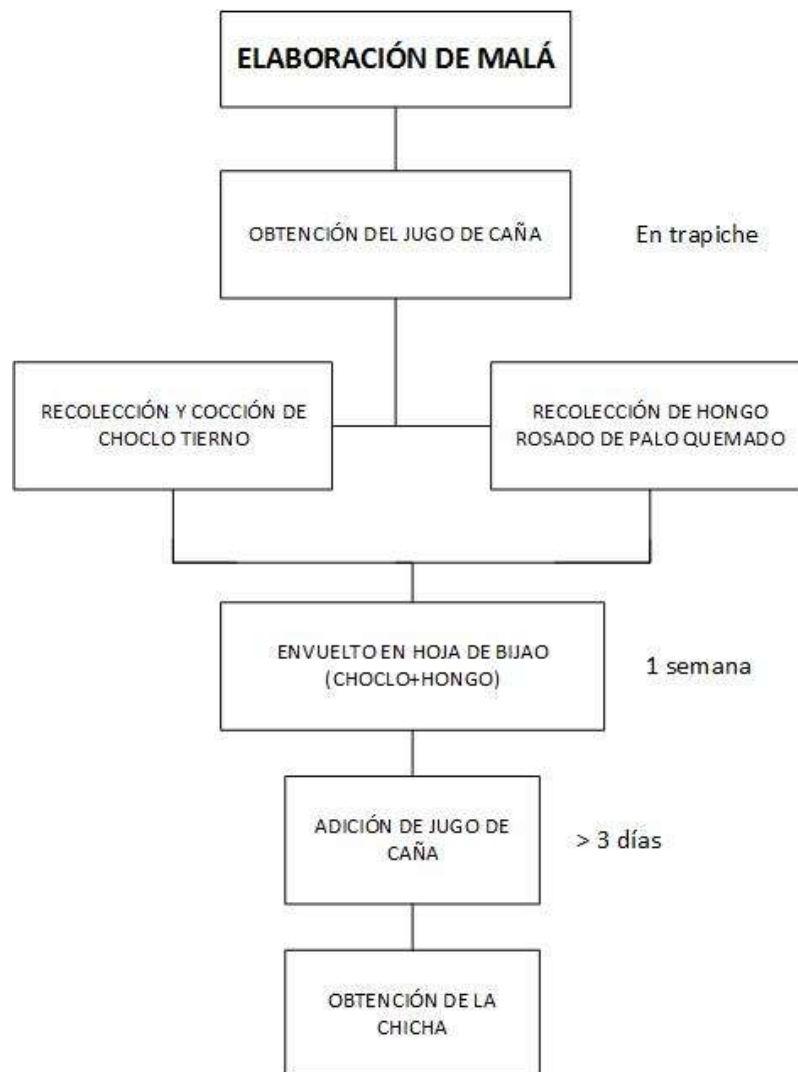 ELABORACIÓN DE MALÁ
OBTENCIÓN DEL JUGO DE CAÑA
En trapiche
RECOLECCIÓN Y COCCIÓN DE
CHOCLO TIERNO
RECOLECCIÓN DE HONGO
ROSADO DE PALO QUEMADO
ENVUELTO EN HOJA DE BIJAO
(CHOCLO+HONGO)
1 semana
ADICIÓN DE JUGO DE
CAÑA
> 3 días
OBTENCIÓN DE LA
CHICHA